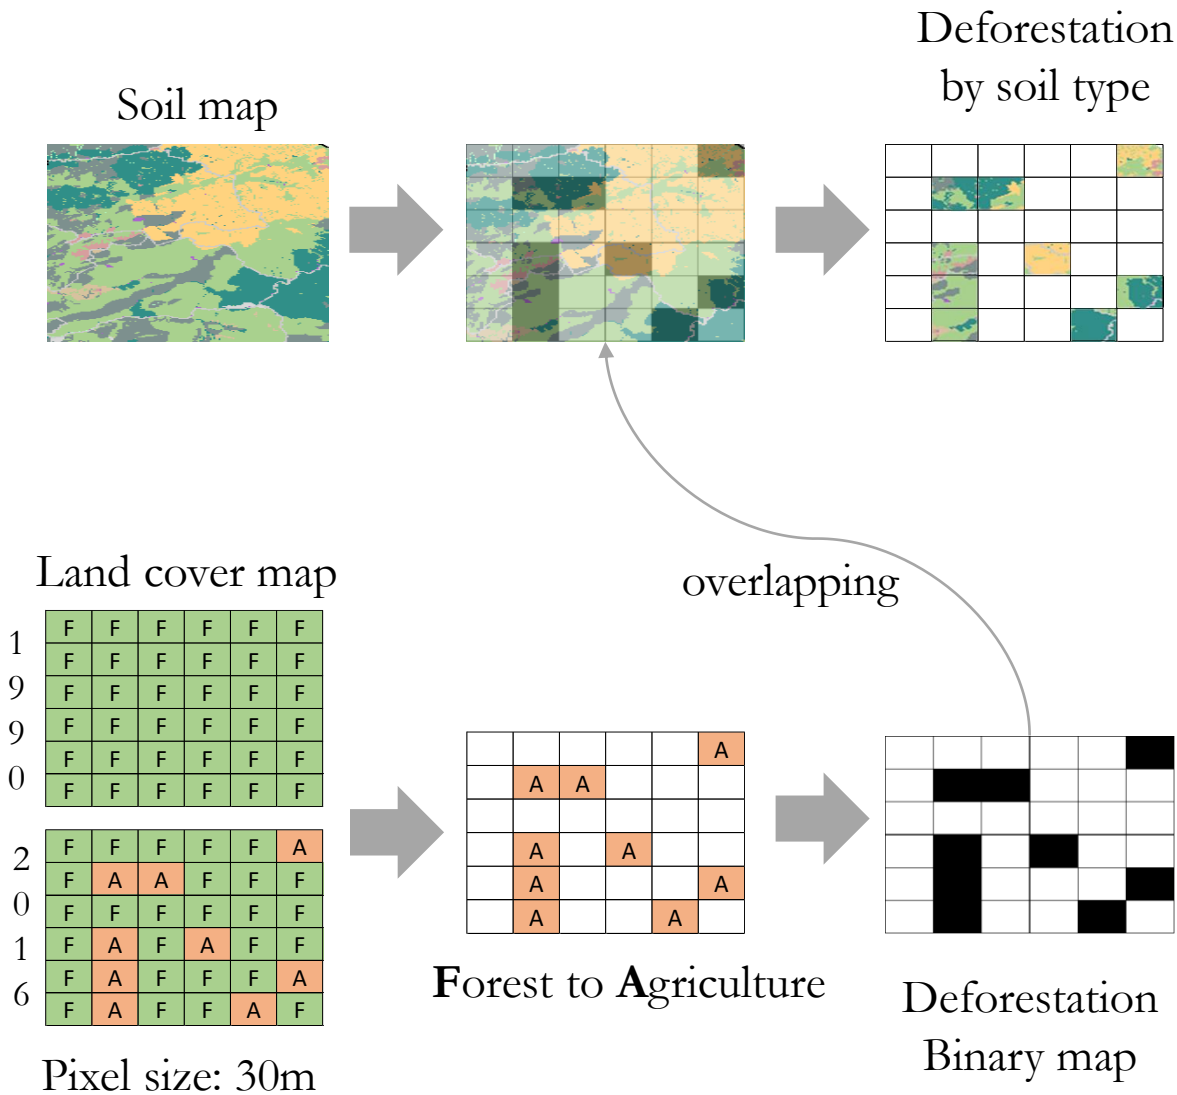 Deforestation
by soil type
Soil map
overlapping
Land cover map
1
9
9
0
F F F F F F
F F F F F F
F F F F F F
F F F F F F
F F F F F F
F F F F F F
2
0
1
6
F F F F F A
F A A F F F
F F F F F F
F A F A F F
F A F F F A
F A F F A F
Pixel size: 30m
A
A A
A A
A A
A A
Forest to Agriculture
Deforestation
Binary map